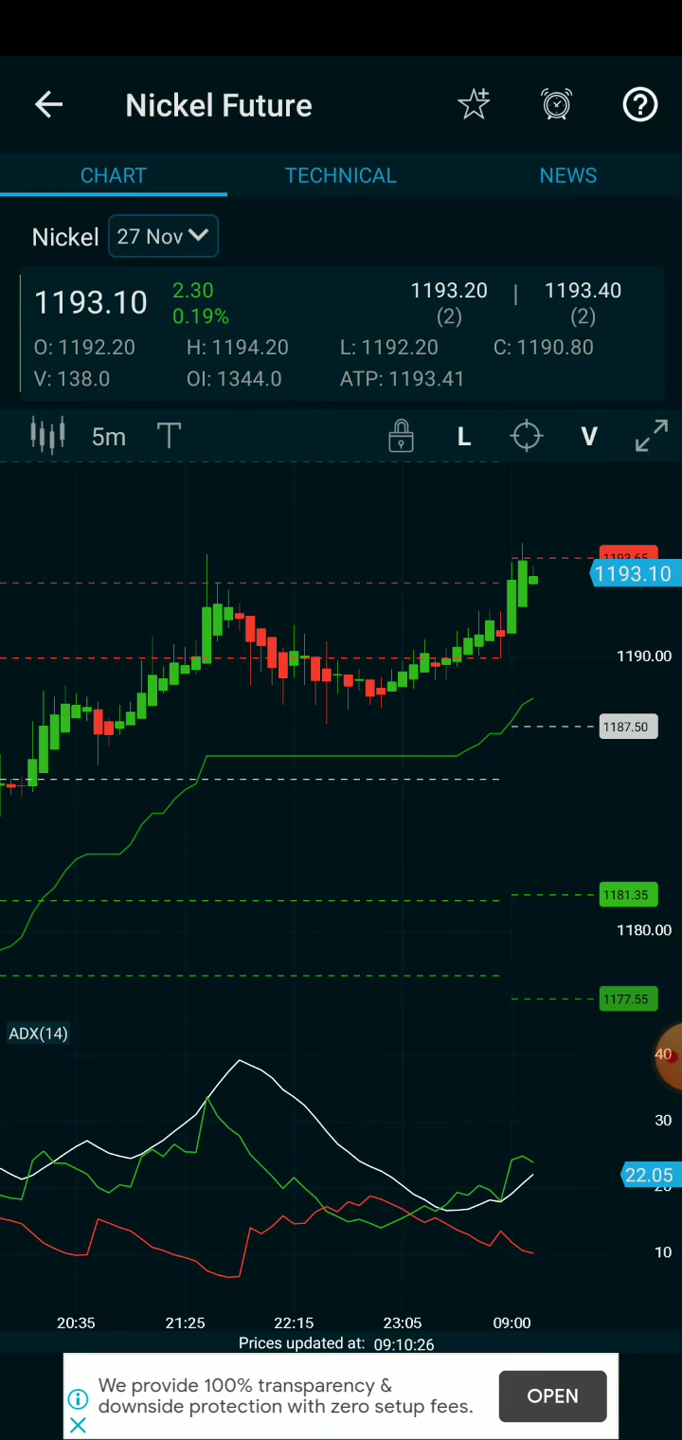 Nickel Future
CHART TECHNICAL NEWS
Nickel 27 Nov
1193.10 2.30 1193.20 | 1193.40
0.19% (2) (2)
O: 1192.20 H: 1194.20 L: 1192.20 C: 1190.80
V: 138.0 OI: 1344.0 ATP: 1193.41
5m T L V
1193.65
1193.10
1190.00
1187.50
1181.35
1180.00
1177.55
ADX(14)
40
30
22.05
20
10
20:35 21:25 22:15 23:05 09:00
Prices updated at: 09:10:26
We provide 100% transparency &
downside protection with zero setup fees.
OPEN